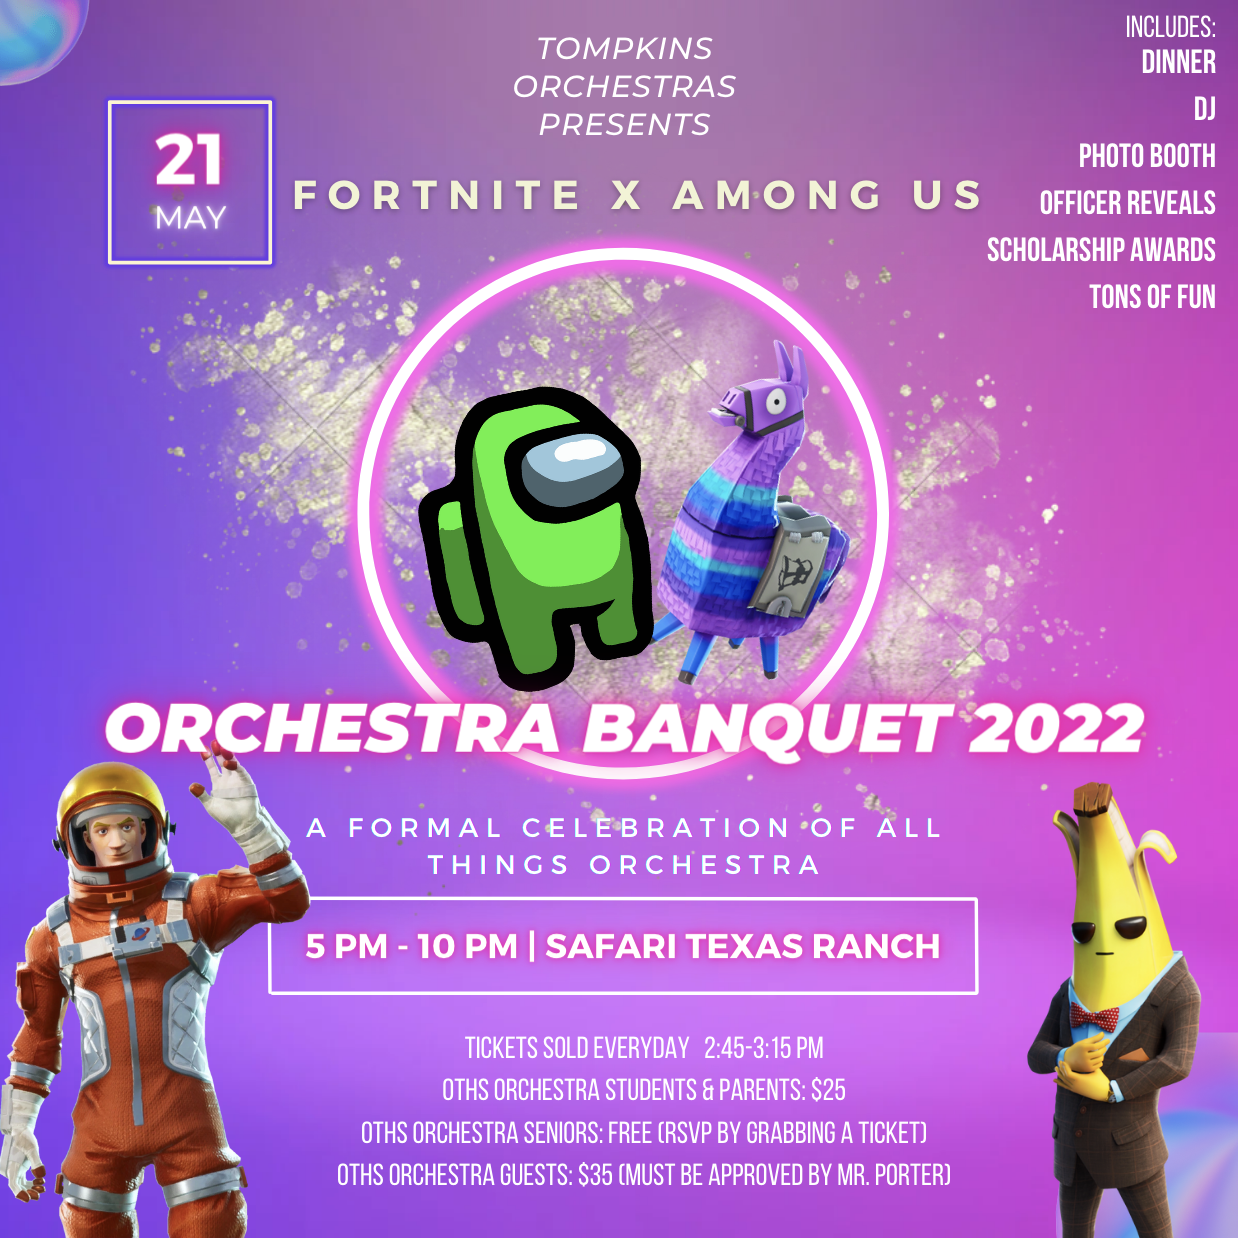 TOMPKINS
ORCHESTRAS
PRESENTS
INCLUDES:
DINNER
DJ
PHOTO BOOTH
OFFICER REVEALS
SCHOLARSHIP AWARDS
TONS OF FUN
21
MAY
FORTNITE X AMONG US
ORCHESTRA BANQUET 2022
A FORMAL CELEBRATION OF ALL
THINGS ORCHESTRA
5 PM - 10 PM | SAFARI TEXAS RANCH
TICKETS SOLD EVERYDAY 2:45-3:15 PM
OTHS ORCHESTRA STUDENTS & PARENTS: $25
OTHS ORCHESTRA SENIORS: FREE (RSVP BY GRABBING A TICKET)
OTHS ORCHESTRA GUESTS: $35 (MUST BE APPROVED BY MR. PORTER)